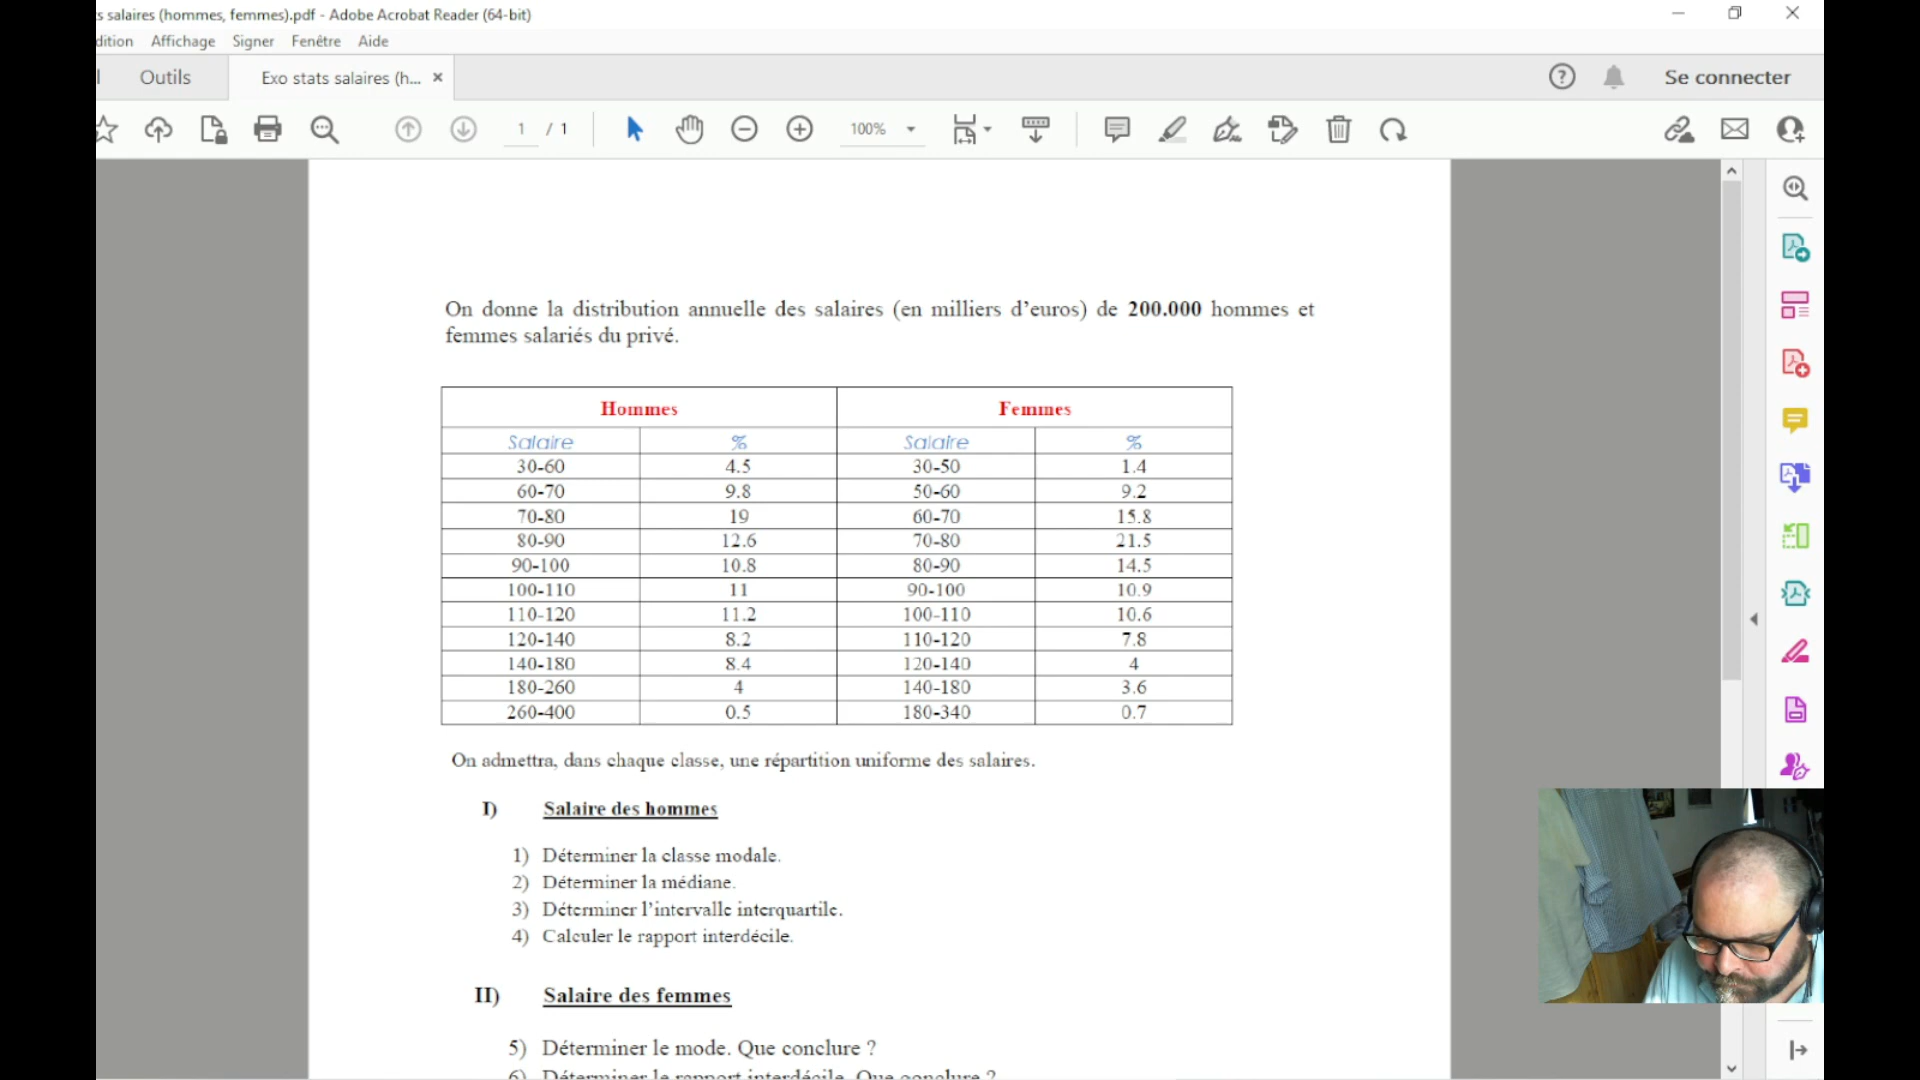 s salaires (hommes, femmes).pdf - Adobe Acrobat Reader (64-bit)
dition Affichage Signer Fenêtre Aide
Outils Exo stats salaires (h... × Se connecter
1 / 1 100%
On donne la distribution annuelle des salaires (en milliers d'euros) de 200.000 hommes et
femmes salariés du privé.
Hommes Femmes
Salaire % Salaire %
30-60 4.5 30-50 1.4
60-70 9.8 50-60 9.2
70-80 19 60-70 15.8
80-90 12.6 70-80 21.5
90-100 10.8 80-90 14.5
100-110 11 90-100 10.9
110-120 11.2 100-110 10.6
120-140 8.2 110-120 7.8
140-180 8.4 120-140 4
180-260 4 140-180 3.6
260-400 0.5 180-340 0.7
On admettra, dans chaque classe, une répartition uniforme des salaires.
I) Salaire des hommes
1) Déterminer la classe modale.
2) Déterminer la médiane.
3) Déterminer l'intervalle interquartile.
4) Calculer le rapport interdécile.
II) Salaire des femmes
5) Déterminer le mode. Que conclure ?
6) Déterminer le rapport interdécile. Que conclure ?